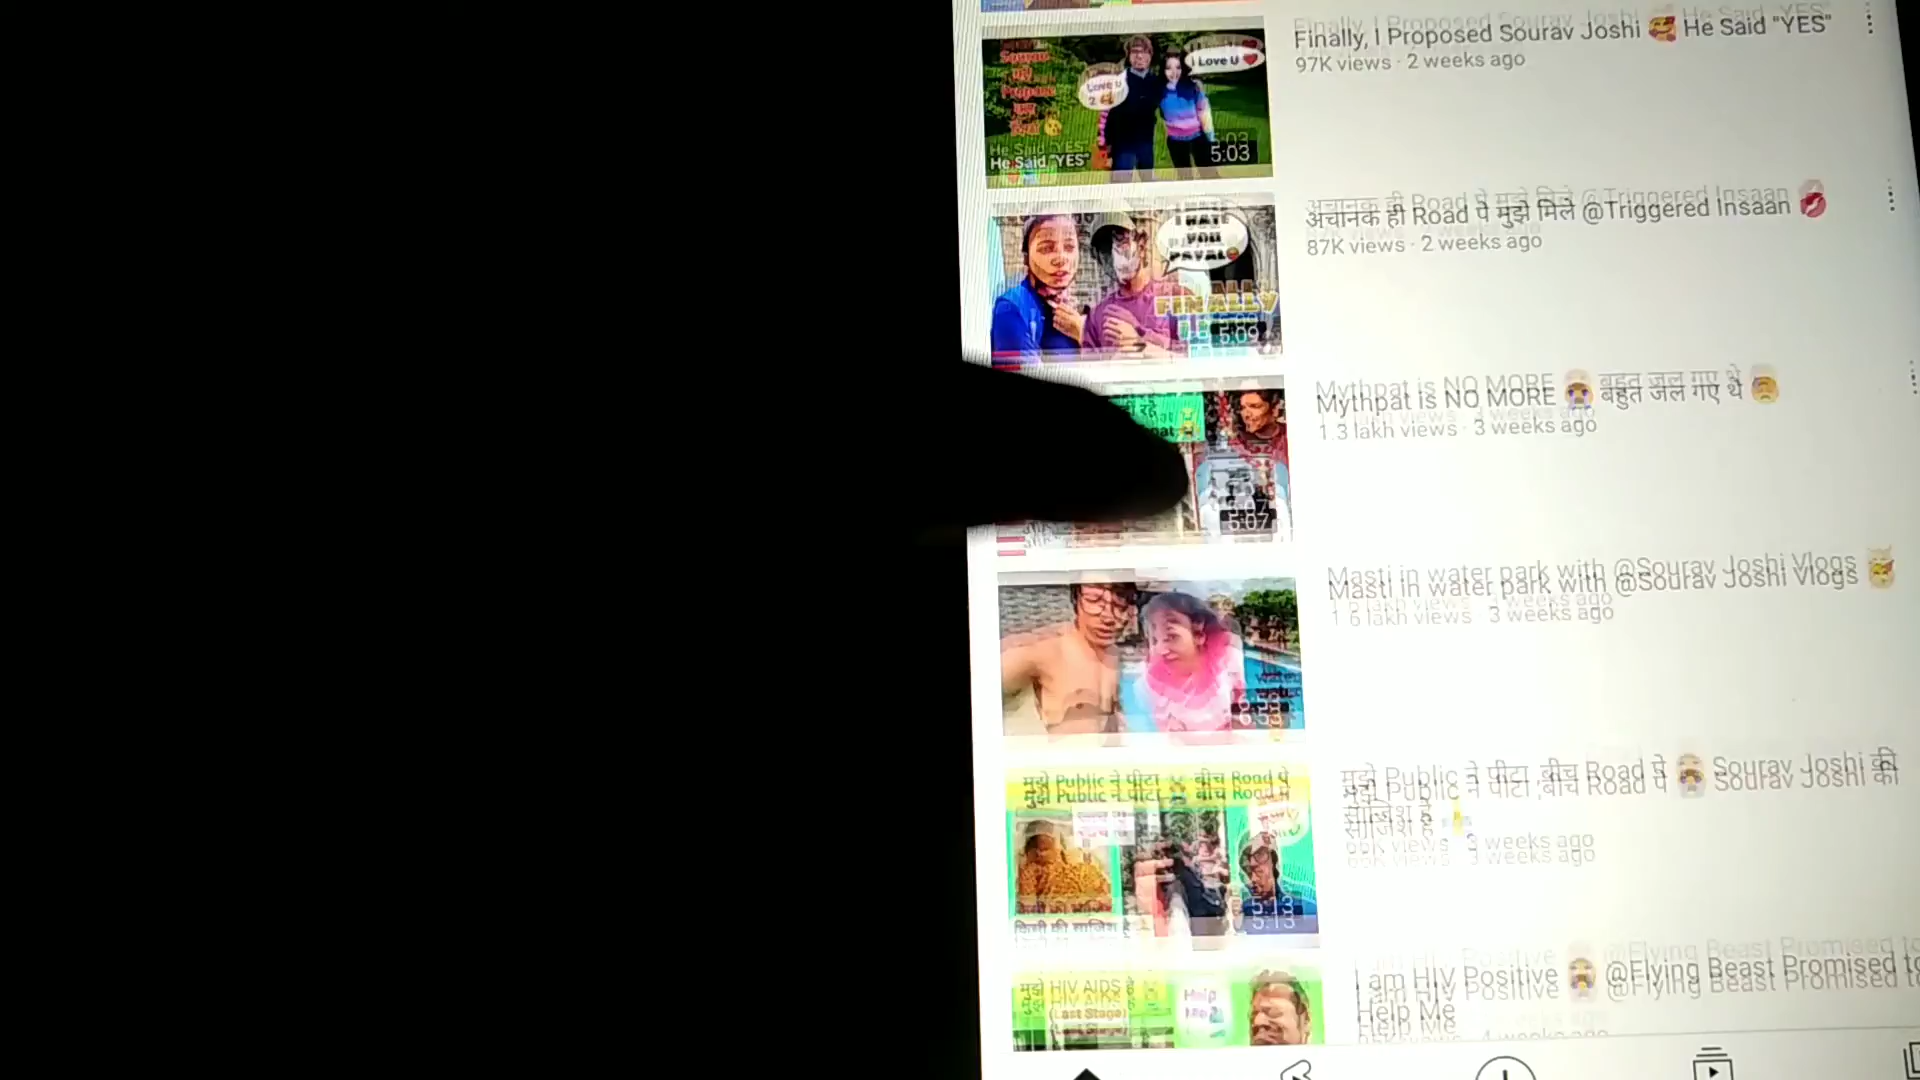 Finally, I Proposed Sourav Joshi 🥰 He Said "YES"
97K views · 2 weeks ago
I Love U ❤
Love U
2
He Said "YES"
5:03
अचानक ही Road पे मुझे मिले @Triggered Insaan 💋
87K views · 2 weeks ago
I HATE
YOU
PAYAL
FINALLY
5:09
Mythpat is NO MORE 😭 बहुत जल गए थे 🤕
1.3 lakh views · 3 weeks ago
5:07
Masti in water park with @Sourav Joshi Vlogs
1.6 lakh views · 3 weeks ago
6:53
मुझे Public ने पीटा ,बीच Road पे 😭 Sourav Joshi की
साजिश है
66K views · 3 weeks ago
मुझे Public ने पीटा बीच Road पे
किसी की साजिश है
5:13
I am HIV Positive 😭 @Flying Beast Promised to
Help Me
4 weeks ago
मुझे HIV AIDS है
(Last Stage)
Help
Me